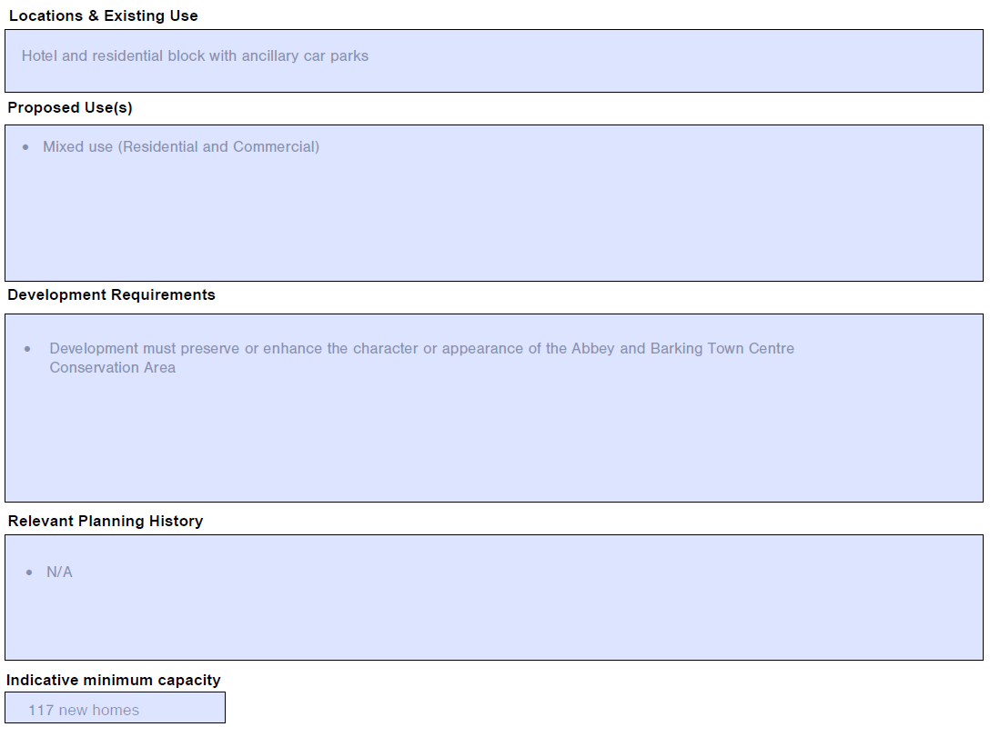 Locations & Existing Use
Hotel and residential block with ancillary car parks
Proposed Use(s)
• Mixed use (Residential and Commercial)
Development Requirements
• Development must preserve or enhance the character or appearance of the Abbey and Barking Town Centre
Conservation Area
Relevant Planning History
• N/A
Indicative minimum capacity
117 new homes